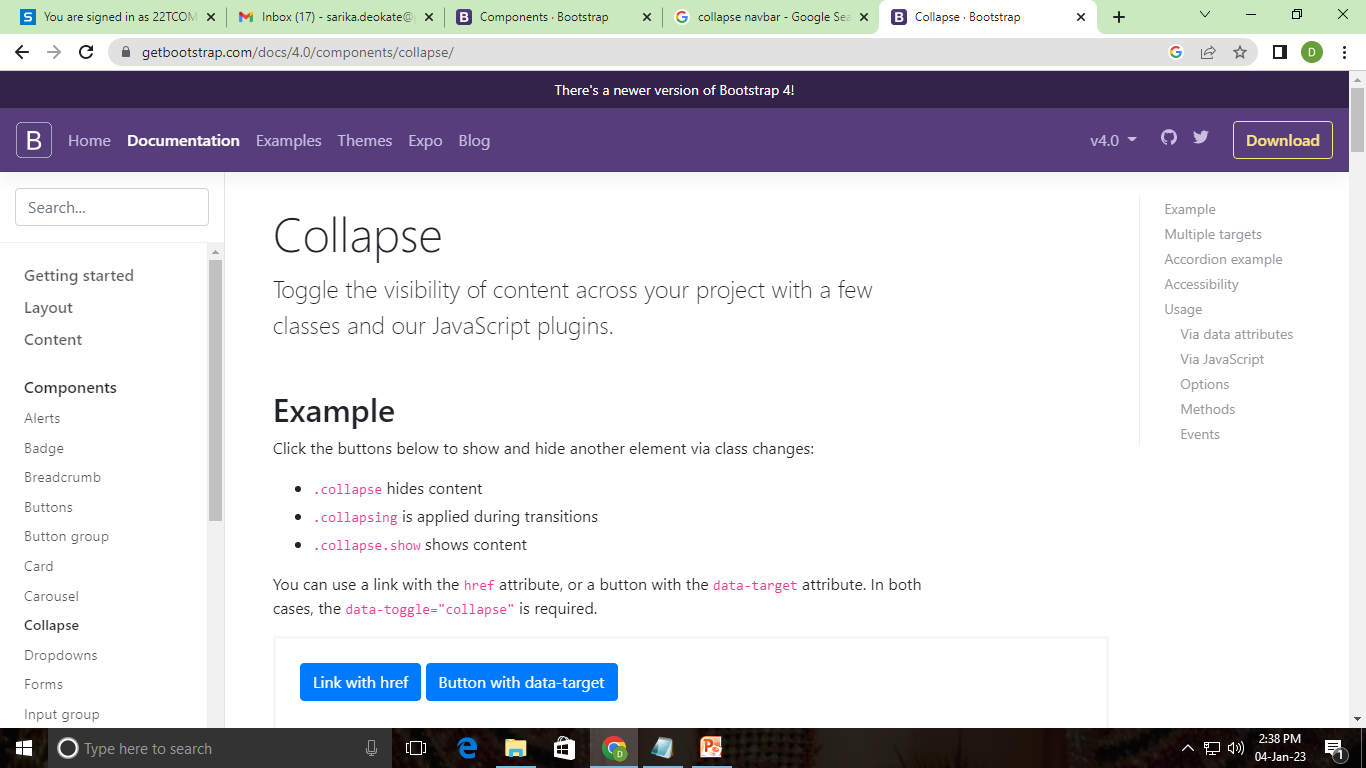 You are signed in as 22TCOM
Inbox (17) - sarika.deokate@
Components · Bootstrap
collapse navbar - Google Sea
Collapse · Bootstrap
getbootstrap.com/docs/4.0/components/collapse/
D
There's a newer version of Bootstrap 4!
B
Home
Documentation
Examples
Themes
Expo
Blog
v4.0
Download
Search...
Getting started
Layout
Content
Components
Alerts
Badge
Breadcrumb
Buttons
Button group
Card
Carousel
Collapse
Dropdowns
Forms
Input group
Collapse
Toggle the visibility of content across your project with a few
classes and our JavaScript plugins.
Example
Click the buttons below to show and hide another element via class changes:
.collapse hides content
.collapsing is applied during transitions
.collapse.show shows content
You can use a link with the href attribute, or a button with the data-target attribute. In both
cases, the data-toggle="collapse" is required.
Link with href
Button with data-target
Example
Multiple targets
Accordion example
Accessibility
Usage
Via data attributes
Via JavaScript
Options
Methods
Events
Type here to search
2:38 PM
04-Jan-23
1